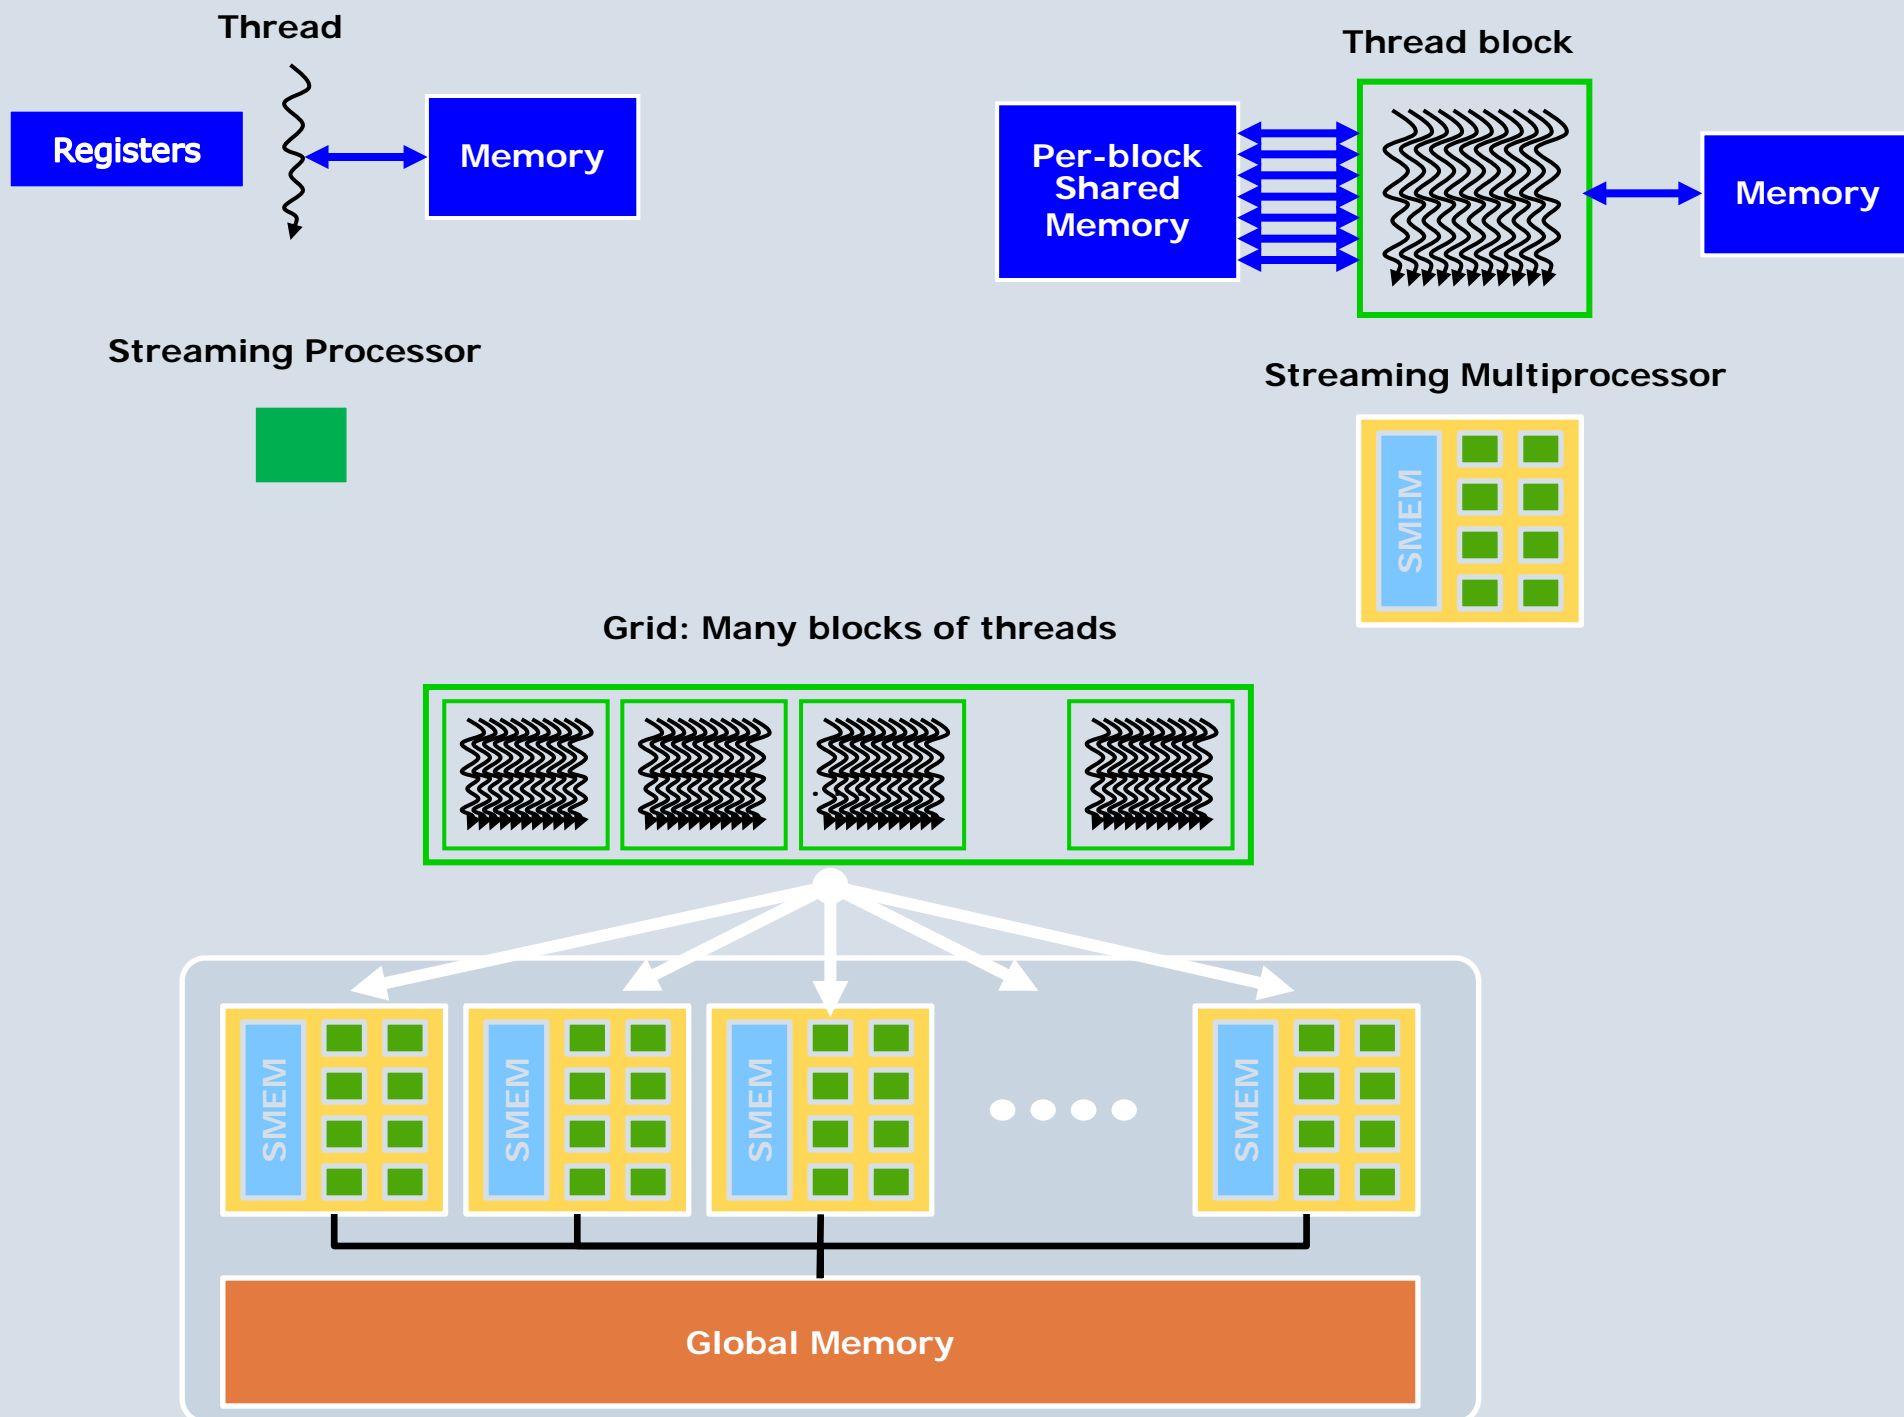 Thread
Thread block
Registers
Memory
Per-block
Shared
Memory
Memory
Streaming Processor
Streaming Multiprocessor
SMEM
Grid: Many blocks of threads
SMEM
SMEM
SMEM
SMEM
Global Memory